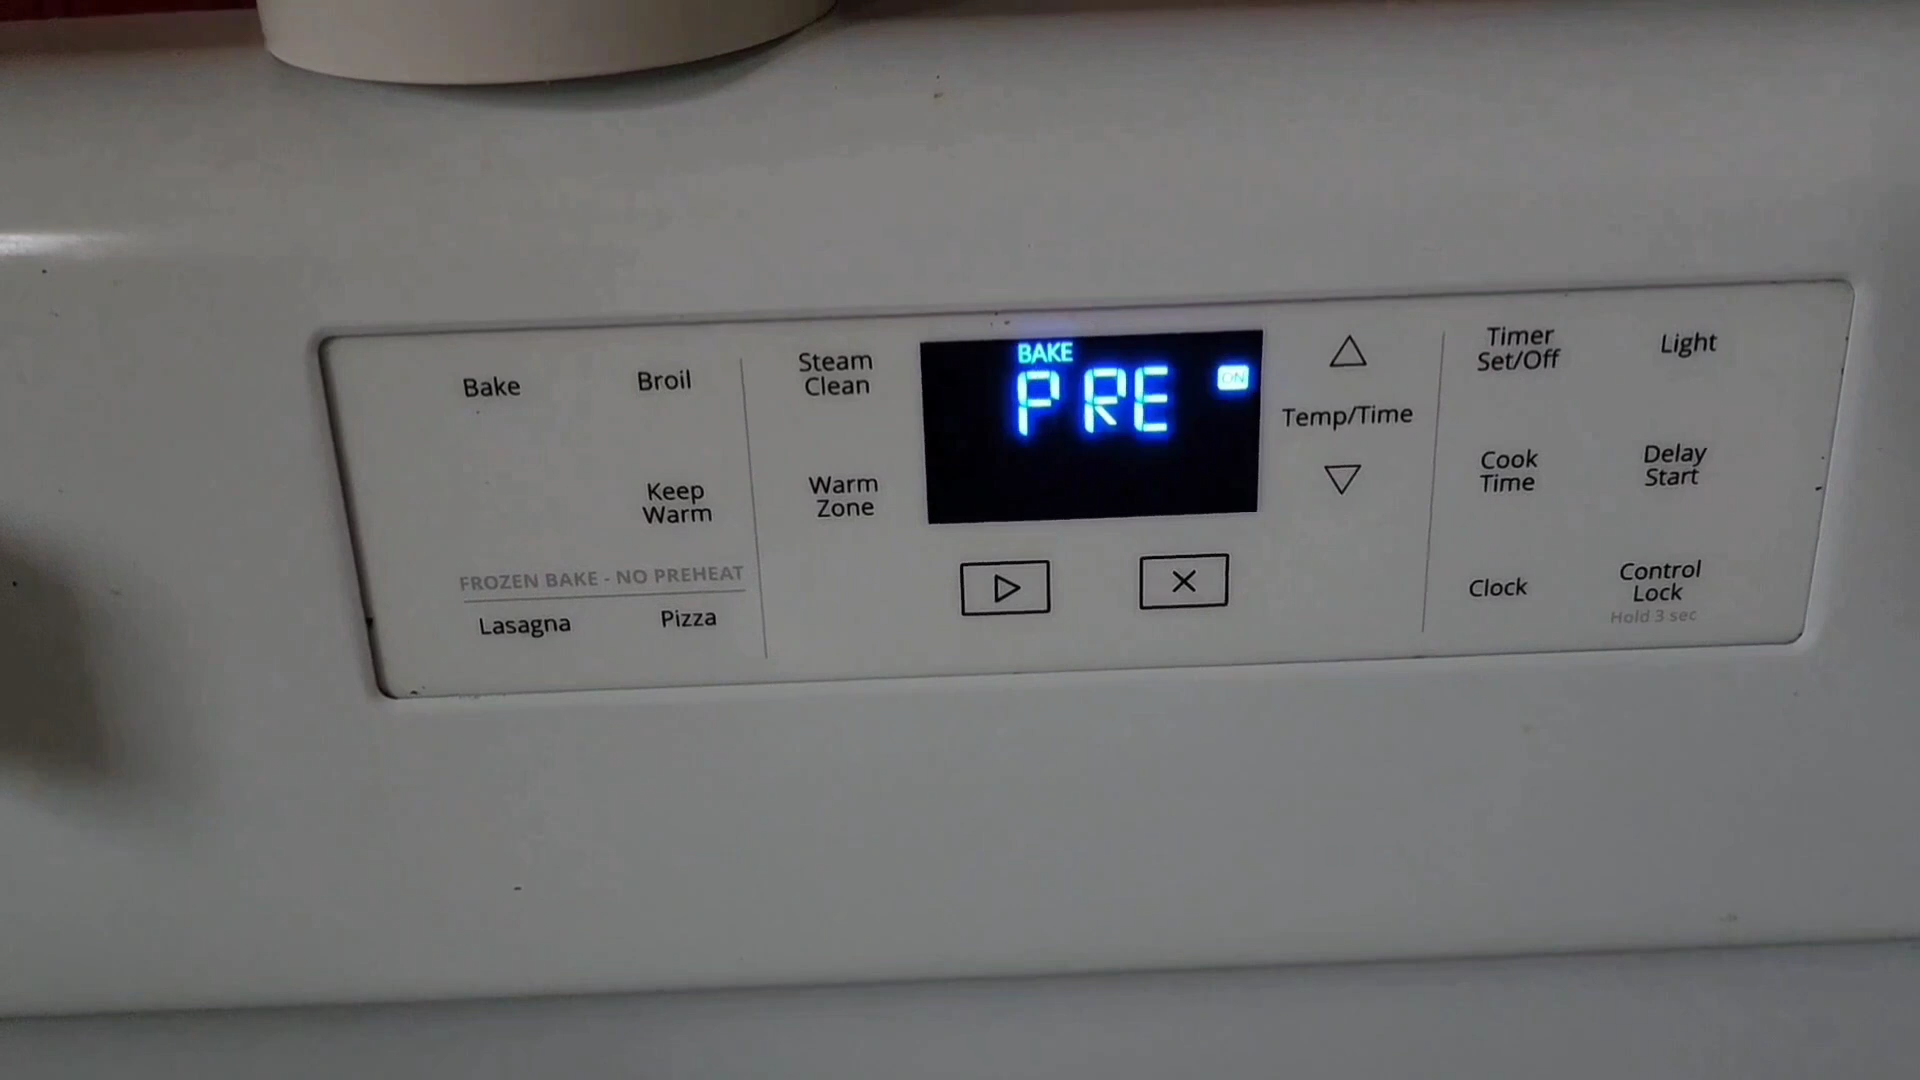 Bake
Broil
Keep
Warm
FROZEN BAKE - NO PREHEAT
Lasagna
Pizza
Steam
Clean
Warm
Zone
BAKE
PRE
ON
Temp/Time
Timer
Set/Off
Light
Cook
Time
Delay
Start
Clock
Control
Lock
Hold 3 sec